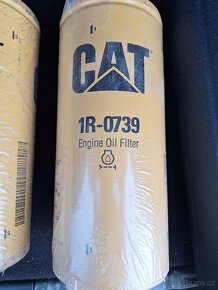 CAT
1R-0739
Engine Oil Filter